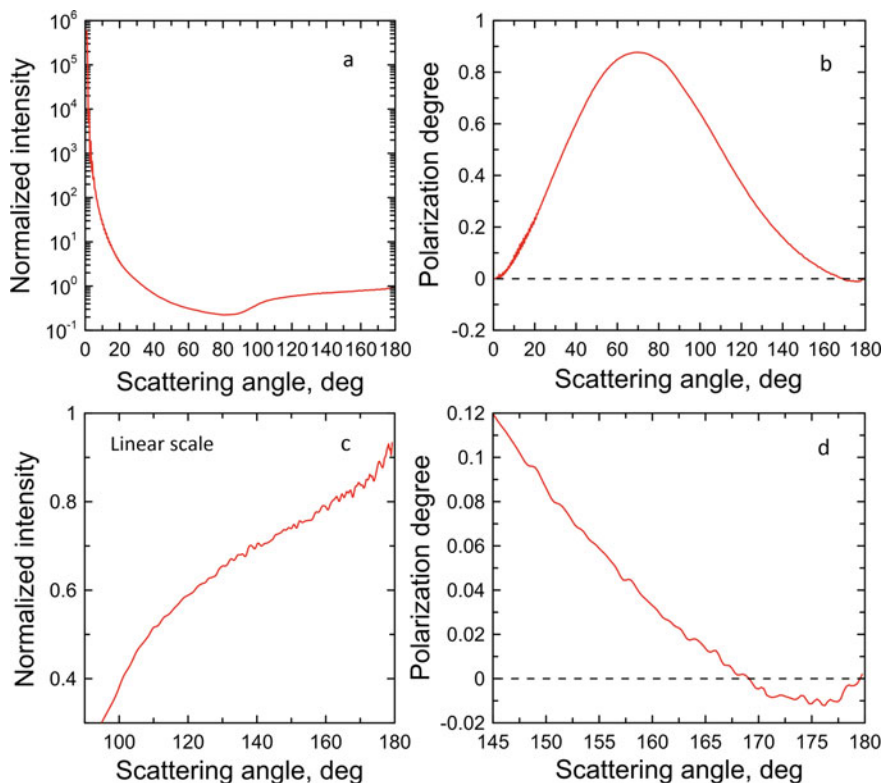 10^6
10^5
10^4
10^3
10^2
10^1
10^0
10^-1
0 20 40 60 80 100 120 140 160 180
Normalized intensity
Scattering angle, deg
a
1
0.8
0.6
0.4
0.2
0
-0.2
0 20 40 60 80 100 120 140 160 180
Polarization degree
Scattering angle, deg
b
1
0.8
0.6
0.4
100 120 140 160 180
Normalized intensity
Scattering angle, deg
Linear scale
c
0.12
0.1
0.08
0.06
0.04
0.02
0
-0.02
145 150 155 160 165 170 175 180
Polarization degree
Scattering angle, deg
d